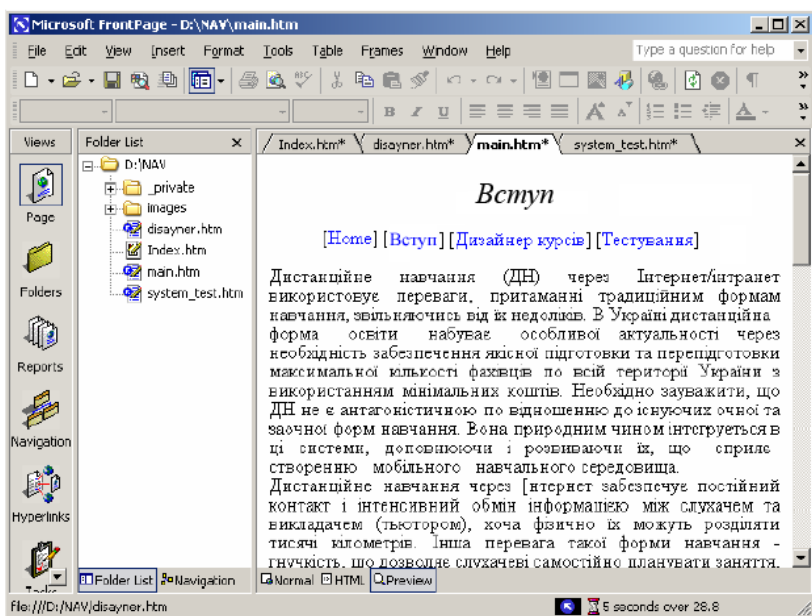 Microsoft FrontPage - D:\NAV\main.htm
File Edit View Insert Format Tools Table Frames Window Help Type a question for help
Views Folder List
Index.htm* disayner.htm* main.htm* system_test.htm*
D:\NAV
_private
images
disayner.htm
Index.htm
main.htm
system_test.htm
Page
Folders
Reports
Navigation
Hyperlinks
Tasks
Вступ
[Home] [Вступ] [Дизайнер курсів] [Тестування]
Дистанційне навчання (ДН) через Інтернет/інтранет
використовує переваги, притаманні традиційним формам
навчання, звільняючись від їх недоліків. В Україні дистанційна
форма освіти набуває особливої актуальності через
необхідність забезпечення якісної підготовки та перепідготовки
максимальної кількості фахівців по всій території України з
використанням мінімальних коштів. Необхідно зауважити, що
ДН не є антагоністичною по відношенню до існуючих очної та
заочної форм навчання. Вона природним чином інтегрується в
ці системи, доповнюючи і розвиваючи їх, що сприяє
створенню мобільного навчального середовища.
Дистанційне навчання через Інтернет забезпечує постійний
контакт і інтенсивний обмін інформацією між слухачем та
викладачем (тьютором), хоча фізично їх можуть розділяти
тисячі кілометрів. Інша перевага такої форми навчання -
гнучкість, що дозволяє слухачеві самостійно планувати заняття,
Folder List Navigation Normal HTML Preview
file:///D:/NAV/disayner.htm 5 seconds over 28.8